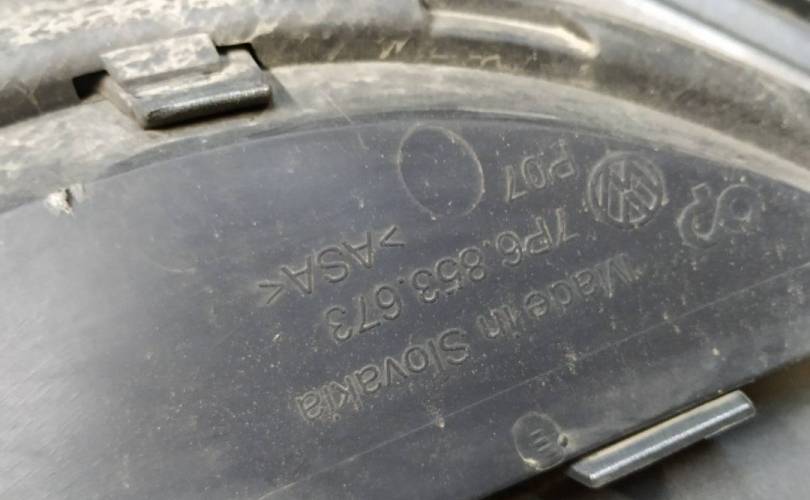 P07
7P6.853.673
>ASA<
Made in Slovakia